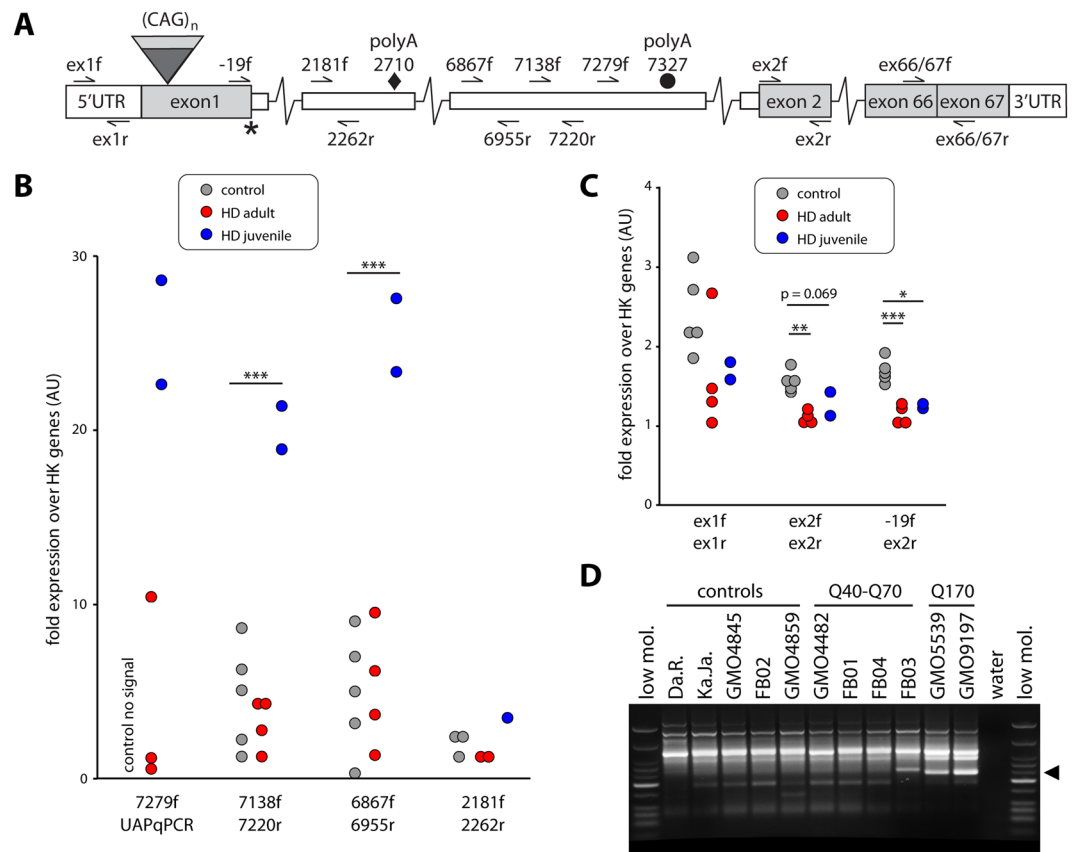 A
(CAG)n
polyA
polyA
ex1f
-19f
2181f
2710
6867f
7138f
7279f
7327
ex2f
ex66/67f
5'UTR
exon1
exon 2
exon 66
exon 67
3'UTR
ex1r
*
2262r
6955r
7220r
ex2r
ex66/67r
B
control
HD adult
HD juvenile
fold expression over HK genes (AU)
30
20
10
0
control no signal
***
***
7279f
UAPqPCR
7138f
7220r
6867f
6955r
2181f
2262r
C
control
HD adult
HD juvenile
fold expression over HK genes (AU)
4
3
2
1
0
p = 0.069
**
*
***
ex1f
ex1r
ex2f
ex2r
-19f
ex2r
D
controls
Q40-Q70
Q170
low mol.
Da.R.
Ka.Ja.
GMO4845
FB02
GMO4859
GMO4482
FB01
FB04
FB03
GMO5539
GMO9197
water
low mol.